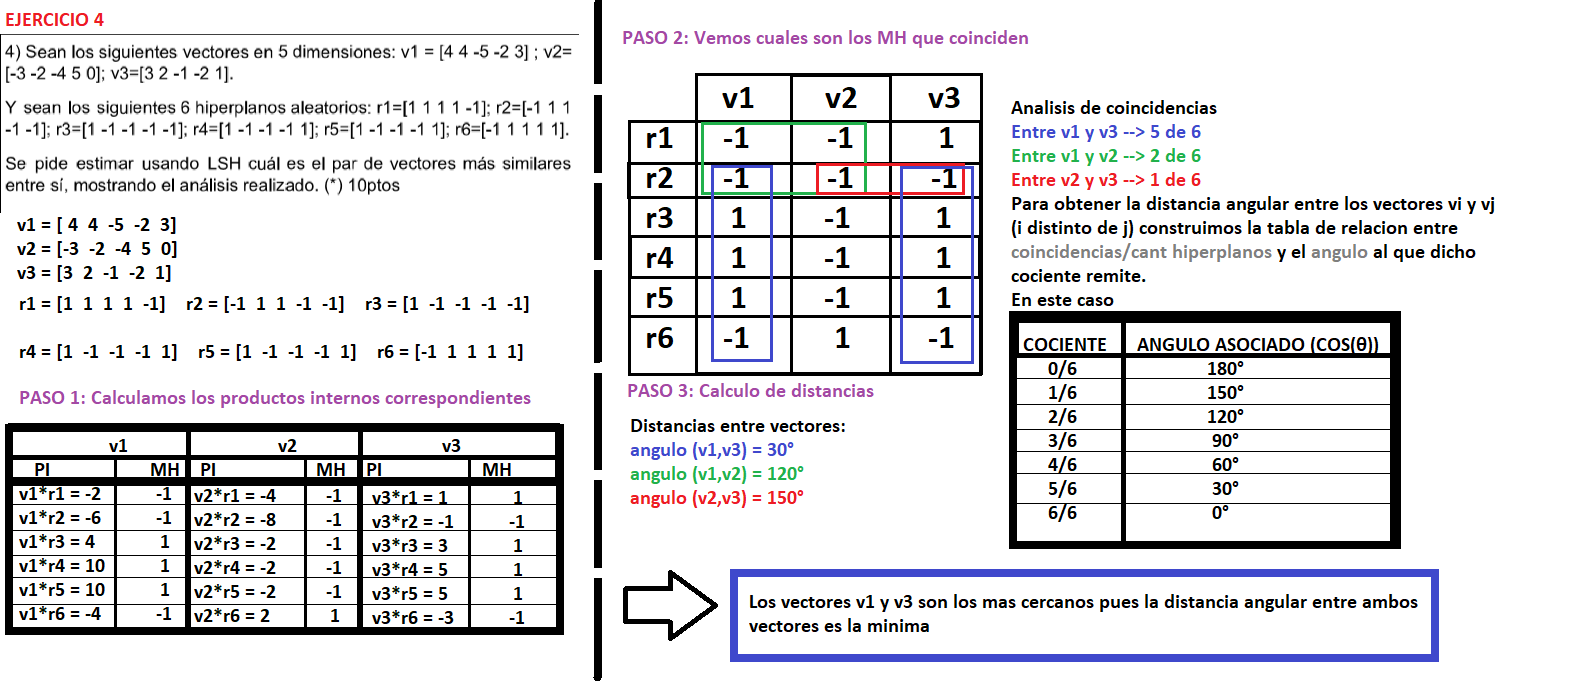 EJERCICIO 4
4) Sean los siguientes vectores en 5 dimensiones: v1 = [4 4 -5 -2 3] ; v2=
[-3 -2 -4 5 0]; v3=[3 2 -1 -2 1].
Y sean los siguientes 6 hiperplanos aleatorios: r1=[1 1 1 1 -1]; r2=[-1 1 1
-1 -1]; r3=[1 -1 -1 -1 -1]; r4=[1 -1 -1 -1 1]; r5=[1 -1 -1 -1 1]; r6=[-1 1 1 1 1].
Se pide estimar usando LSH cuál es el par de vectores más similares
entre sí, mostrando el análisis realizado. (*) 10ptos
v1 = [ 4 4 -5 -2 3]
v2 = [-3 -2 -4 5 0]
v3 = [3 2 -1 -2 1]
r1 = [1 1 1 1 -1] r2 = [-1 1 1 -1 -1] r3 = [1 -1 -1 -1 -1]
r4 = [1 -1 -1 -1 1] r5 = [1 -1 -1 -1 1] r6 = [-1 1 1 1 1]
PASO 1: Calculamos los productos internos correspondientes
v1 v2 v3
PI MH PI MH PI MH
v1*r1 = -2 -1 v2*r1 = -4 -1 v3*r1 = 1 1
v1*r2 = -6 -1 v2*r2 = -8 -1 v3*r2 = -1 -1
v1*r3 = 4 1 v2*r3 = -2 -1 v3*r3 = 3 1
v1*r4 = 10 1 v2*r4 = -2 -1 v3*r4 = 5 1
v1*r5 = 10 1 v2*r5 = -2 -1 v3*r5 = 5 1
v1*r6 = -4 -1 v2*r6 = 2 1 v3*r6 = -3 -1
PASO 2: Vemos cuales son los MH que coinciden
v1 v2 v3
r1 -1 -1 1
r2 -1 -1 -1
r3 1 -1 1
r4 1 -1 1
r5 1 -1 1
r6 -1 1 -1
Analisis de coincidencias
Entre v1 y v3 --> 5 de 6
Entre v1 y v2 --> 2 de 6
Entre v2 y v3 --> 1 de 6
Para obtener la distancia angular entre los vectores vi y vj
(i distinto de j) construimos la tabla de relacion entre
coincidencias/cant hiperplanos y el angulo al que dicho
cociente remite.
En este caso
COCIENTE ANGULO ASOCIADO (COS(θ))
0/6 180°
1/6 150°
2/6 120°
3/6 90°
4/6 60°
5/6 30°
6/6 0°
PASO 3: Calculo de distancias
Distancias entre vectores:
angulo (v1,v3) = 30°
angulo (v1,v2) = 120°
angulo (v2,v3) = 150°
Los vectores v1 y v3 son los mas cercanos pues la distancia angular entre ambos
vectores es la minima